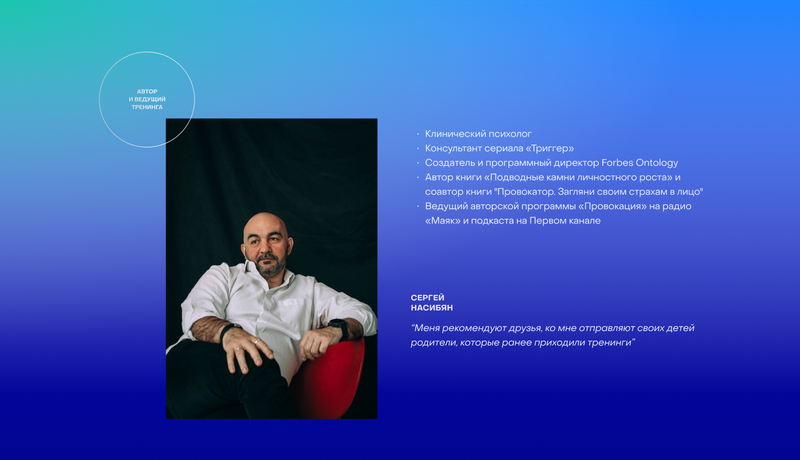 АВТОР
И ВЕДУЩИЙ
ТРЕНИНГА
· Клинический психолог
· Консультант сериала «Триггер»
· Создатель и программный директор Forbes Ontology
· Автор книги «Подводные камни личностного роста» и
соавтор книги "Провокатор. Загляни своим страхам в лицо"
· Ведущий авторской программы «Провокация» на радио
«Маяк» и подкаста на Первом канале
СЕРГЕЙ
НАСИБЯН
"Меня рекомендуют друзья, ко мне отправляют своих детей
родители, которые ранее приходили тренинги"